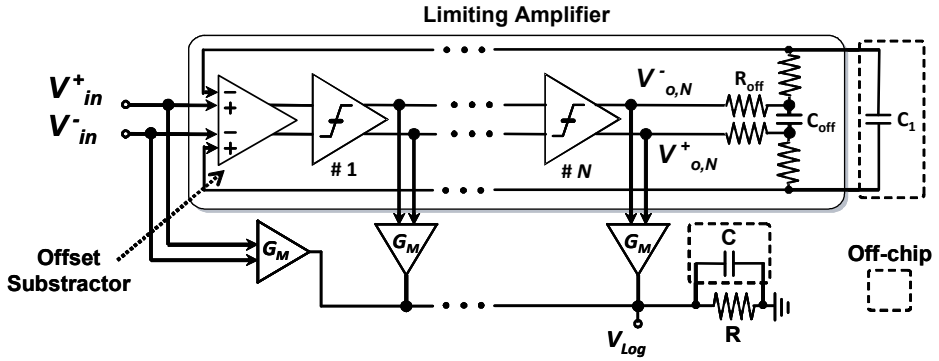 Limiting Amplifier
V+in
V-in
−
+
−
+
# 1
# N
V-o,N
V+o,N
Roff
Coff
C1
Offset
Substractor
GM
GM
GM
C
R
VLog
Off-chip